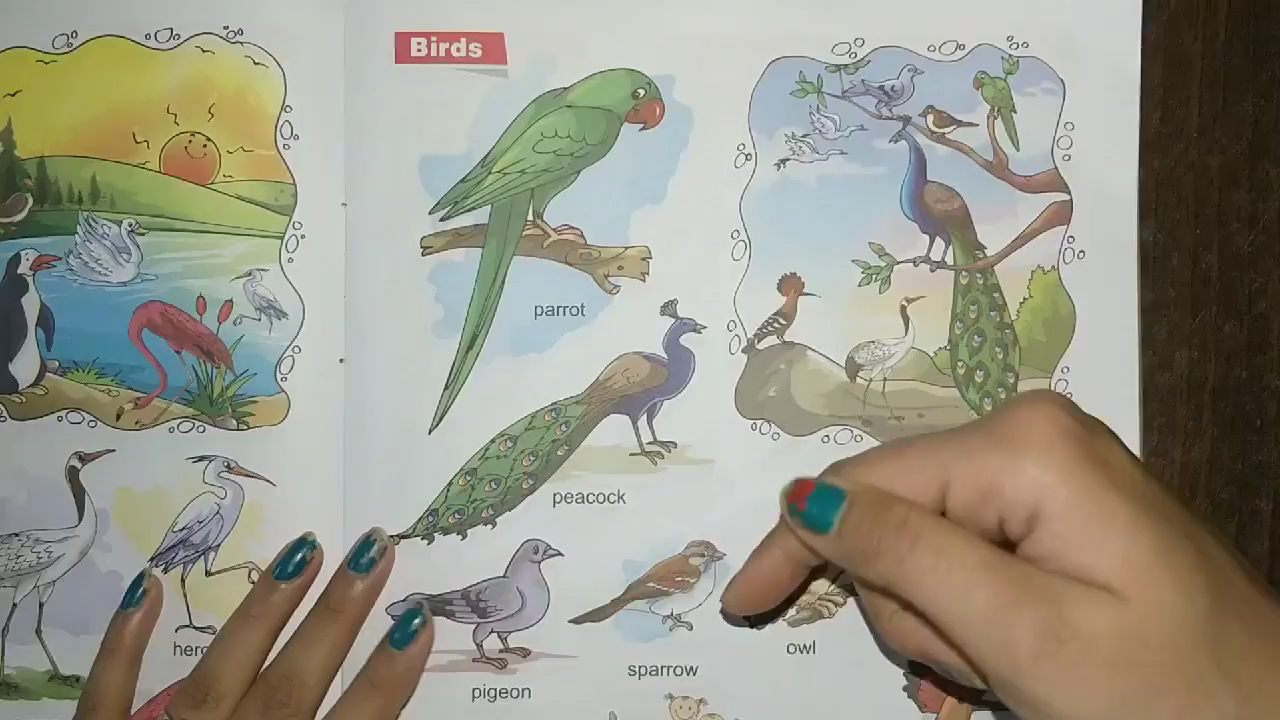 Birds
parrot
peacock
pigeon
sparrow
owl